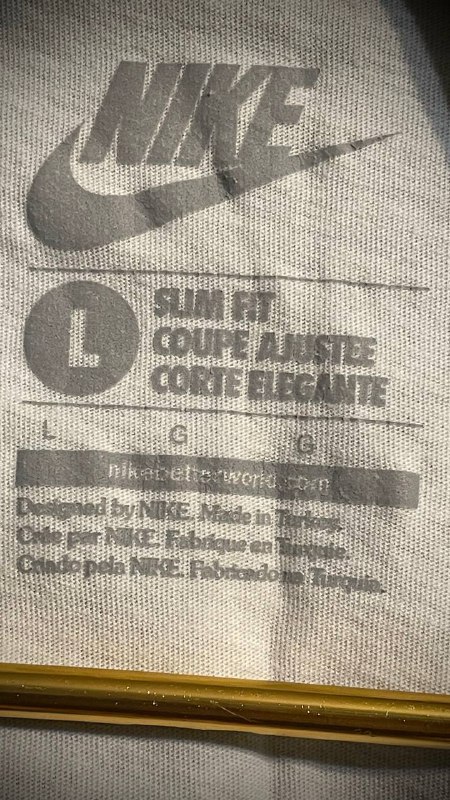 NIKE
L
SLIM FIT
COUPE AJUSTEE
CORTE ELEGANTE
L G G
nikebetterworld.com
Designed by NIKE. Made in Turkey.
Crée par NIKE. Fabrique en Turquie.
Criado pela NIKE. Fabricado na Turquia.